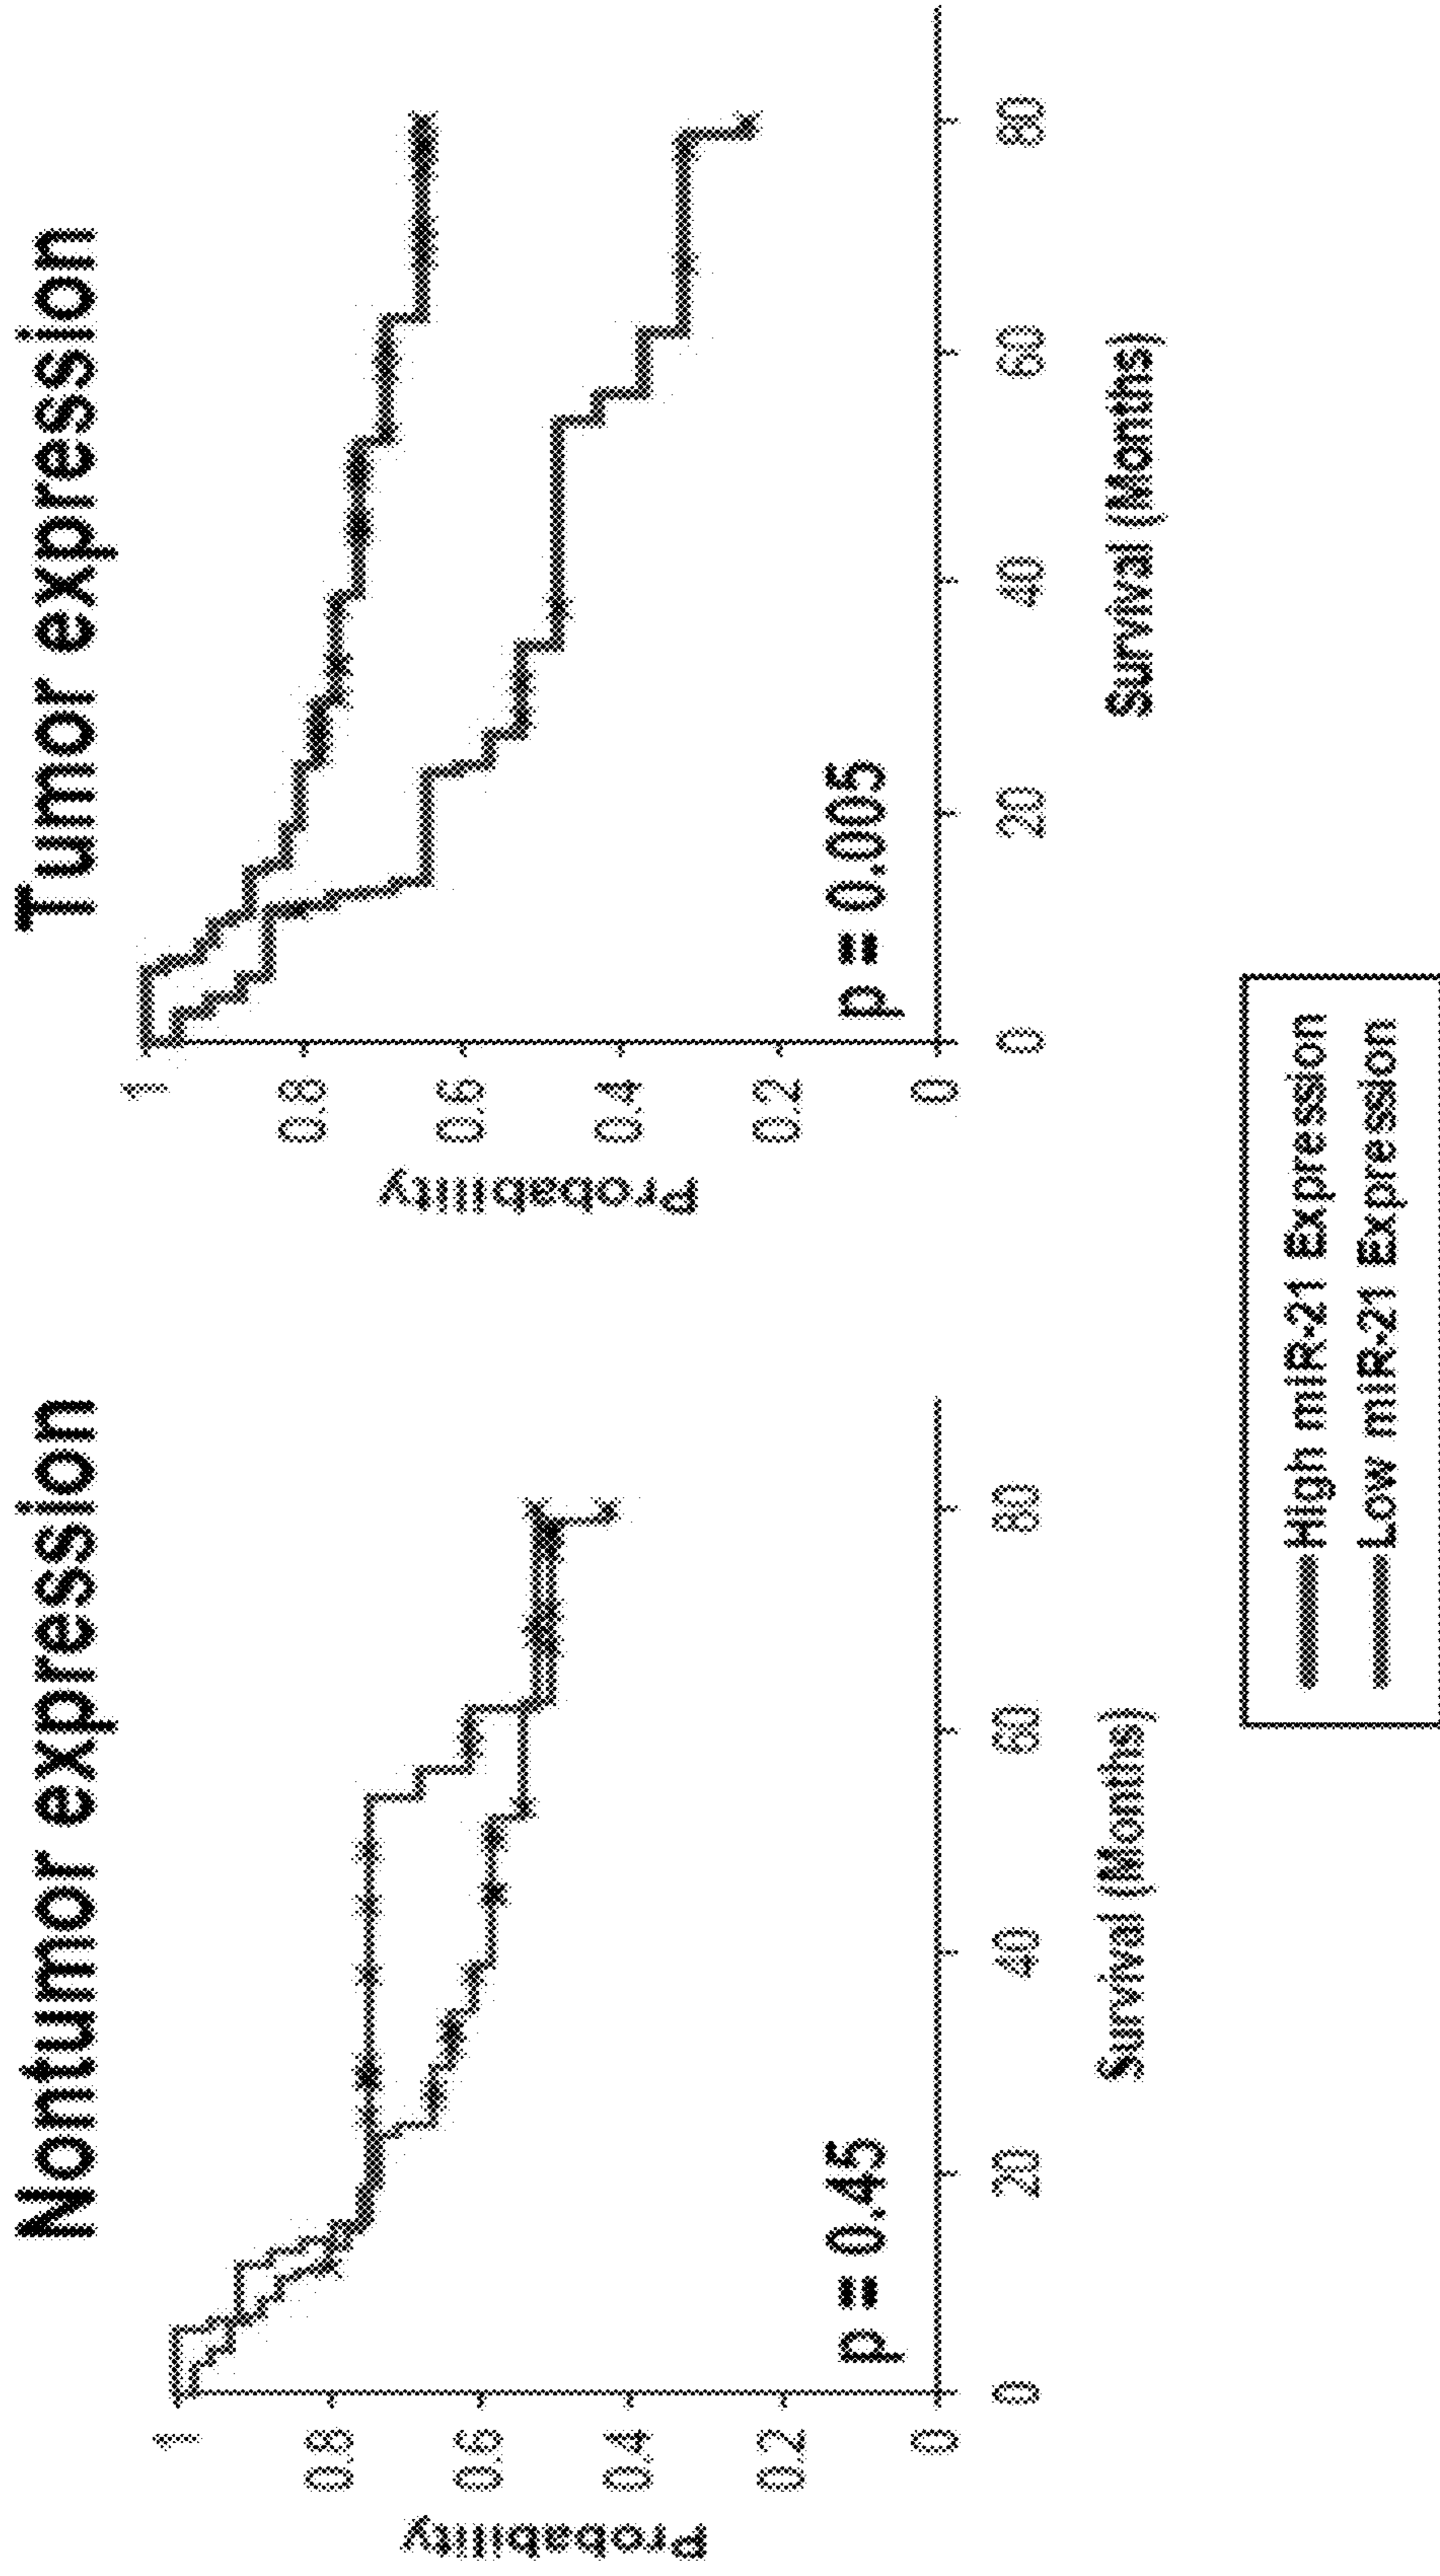 Nontumor expression
Probability
1
0.8
0.6
0.4
0.2
0
p = 0.45
0
20
40
60
80
Survival (Months)
Tumor expression
Probability
1
0.8
0.6
0.4
0.2
0
p = 0.005
0
20
40
60
80
Survival (Months)
High miR-21 Expression
Low miR-21 Expression